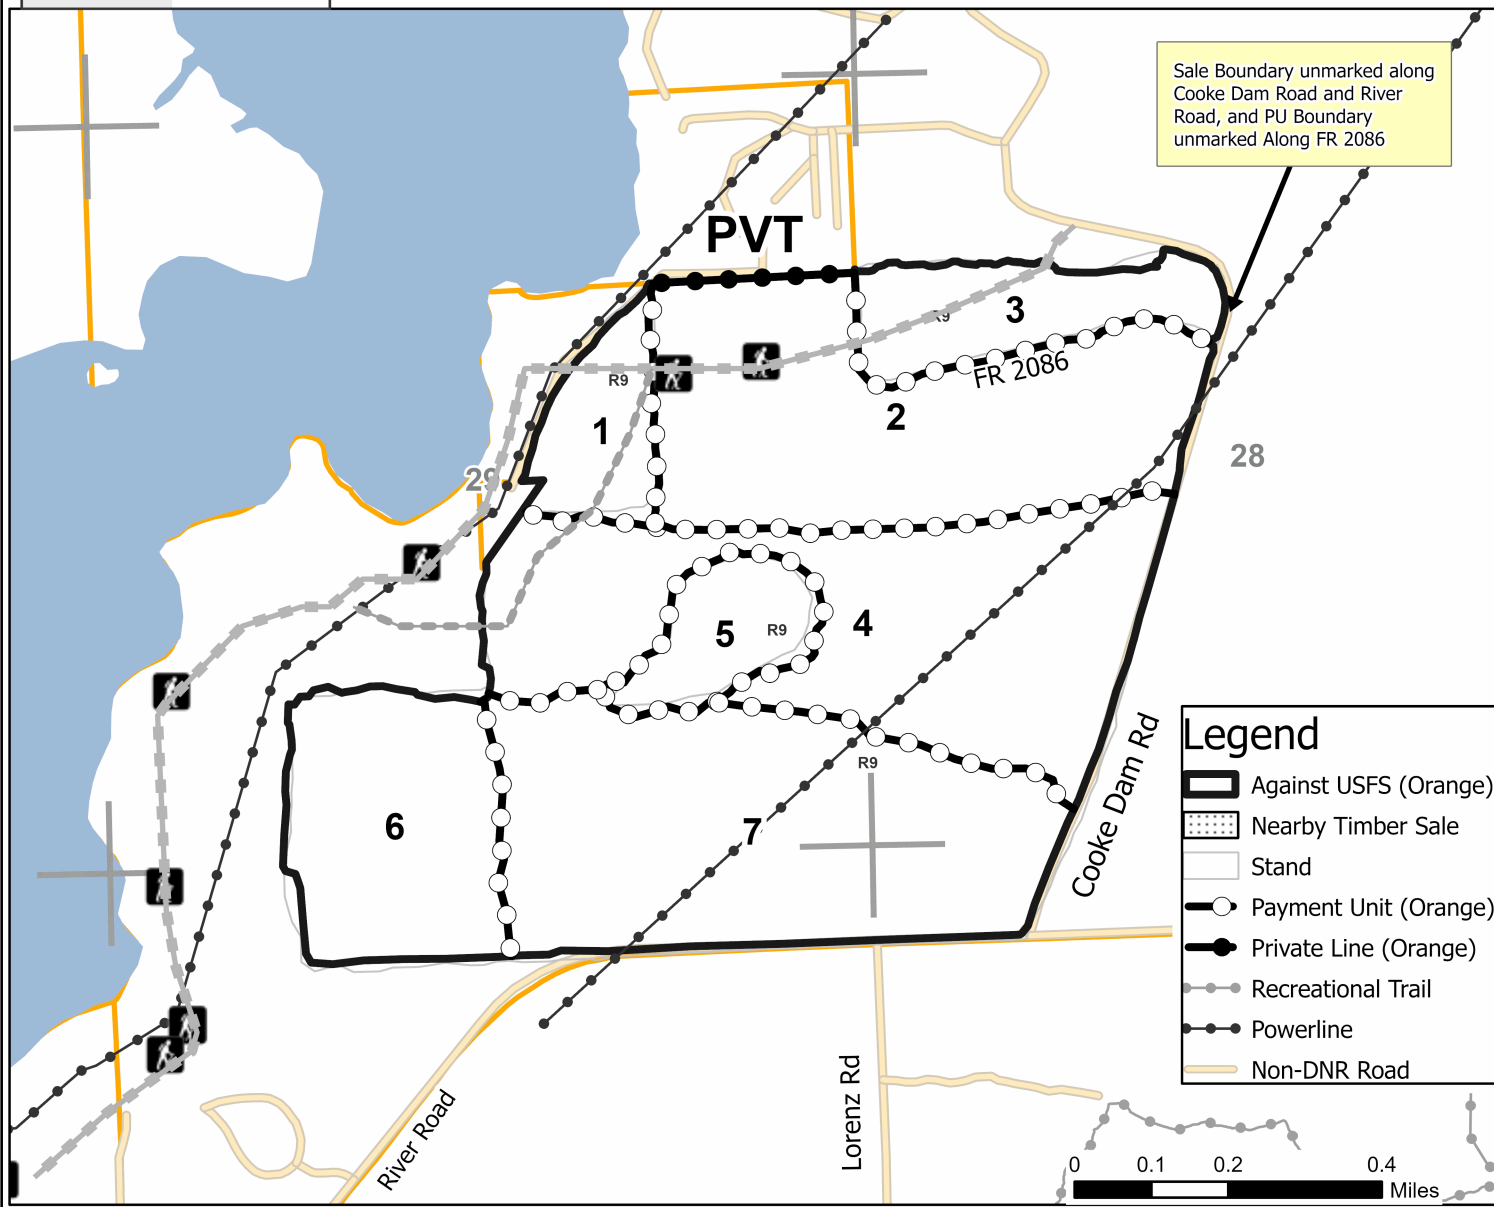 Sale Boundary unmarked along
Cooke Dam Road and River
Road, and PU Boundary
unmarked Along FR 2086
PVT
3
R9
FR 2086
R9
2
1
28
29
5
R9
4
R9
6
7
Cooke Dam Rd
River Road
Lorenz Rd
Legend
Against USFS (Orange)
Nearby Timber Sale
Stand
Payment Unit (Orange)
Private Line (Orange)
Recreational Trail
Powerline
Non-DNR Road
0 0.1 0.2 0.4
Miles